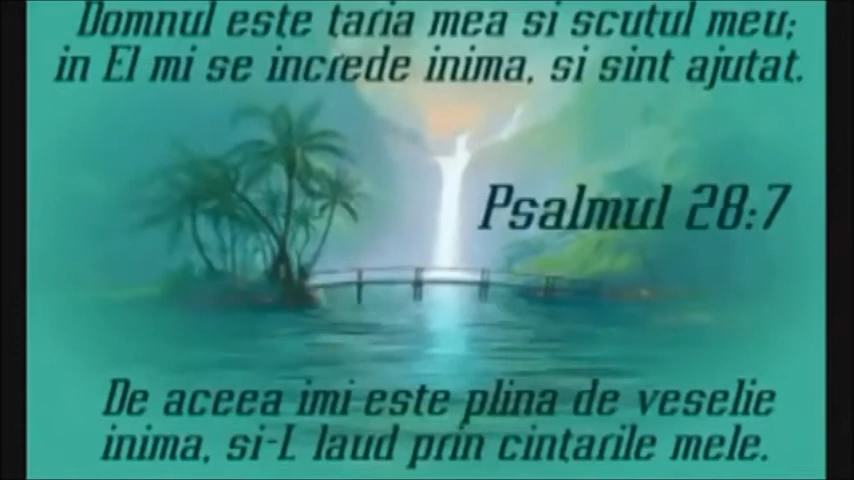 Domnul este taria mea si scutul meu;
in El mi se increde inima, si sint ajutat.
Psalmul 28:7
De aceea imi este plina de veselie
inima, si-L laud prin cintarile mele.